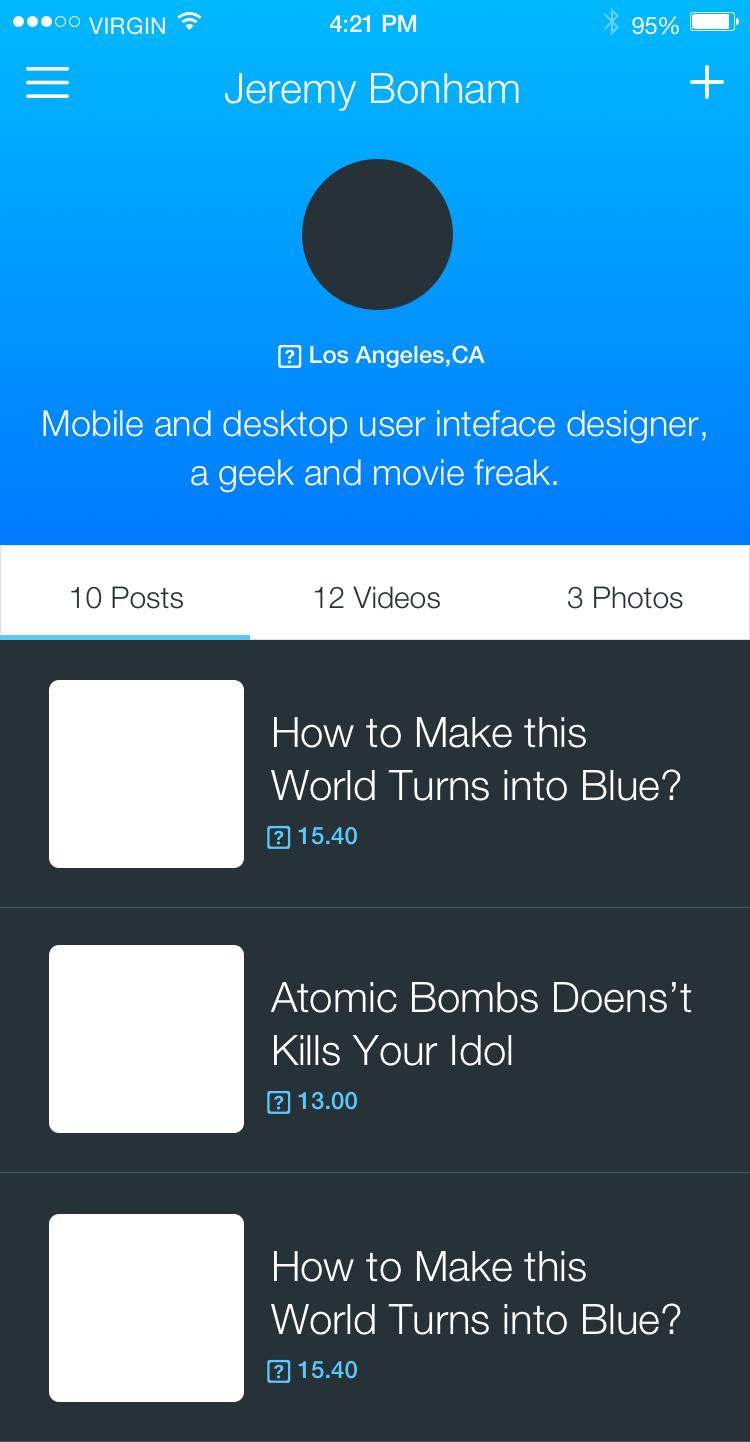 VIRGIN 4:21 PM 95%
Jeremy Bonham
Los Angeles,CA
Mobile and desktop user inteface designer,
a geek and movie freak.
10 Posts 12 Videos 3 Photos
How to Make this
World Turns into Blue?
15.40
Atomic Bombs Doens’t
Kills Your Idol
13.00
How to Make this
World Turns into Blue?
15.40